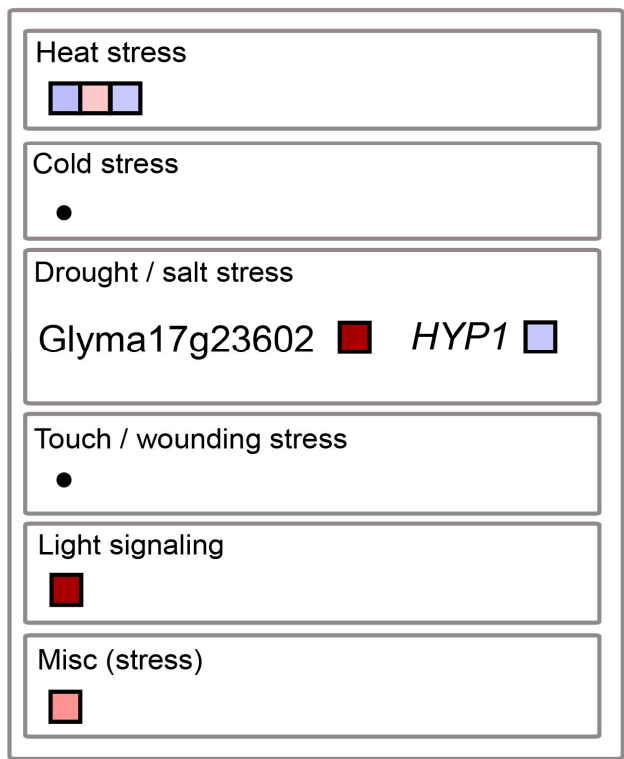 Heat stress
Cold stress
Drought / salt stress
Glyma17g23602 HYP1
Touch / wounding stress
Light signaling
Misc (stress)